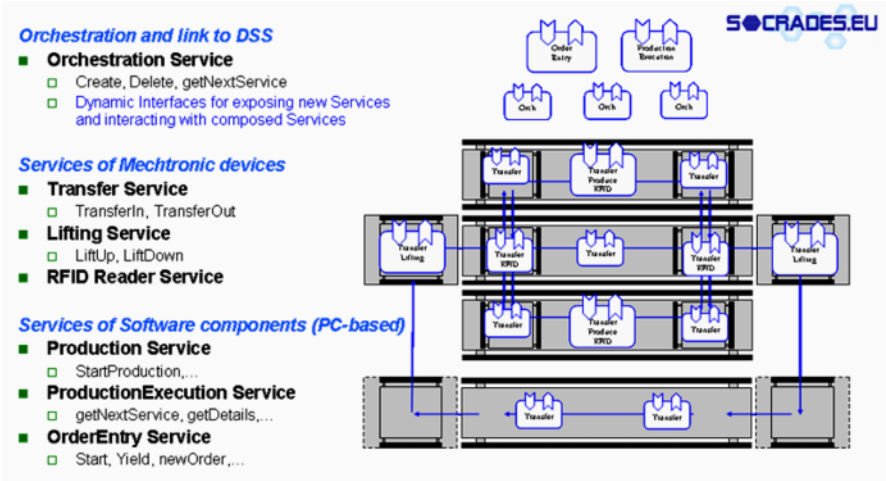 Orchestration and link to DSS
Orchestration Service
Create, Delete, getNextService
Dynamic Interfaces for exposing new Services
and interacting with composed Services
Services of Mechtronic devices
Transfer Service
TransferIn, TransferOut
Lifting Service
LiftUp, LiftDown
RFID Reader Service
Services of Software components (PC-based)
Production Service
StartProduction,...
ProductionExecution Service
getNextService, getDetails,...
OrderEntry Service
Start, Yield, newOrder,...
SOCRADES.EU
Order
Entry
Production
Execution
Orch
Orch
Orch
Transfer
Transfer
Produce
RFID
Transfer
Transfer
Lifting
Transfer
RFID
Transfer
Transfer
RFID
Transfer
Lifting
Transfer
Transfer
Produce
RFID
Transfer
Transfer
Transfer